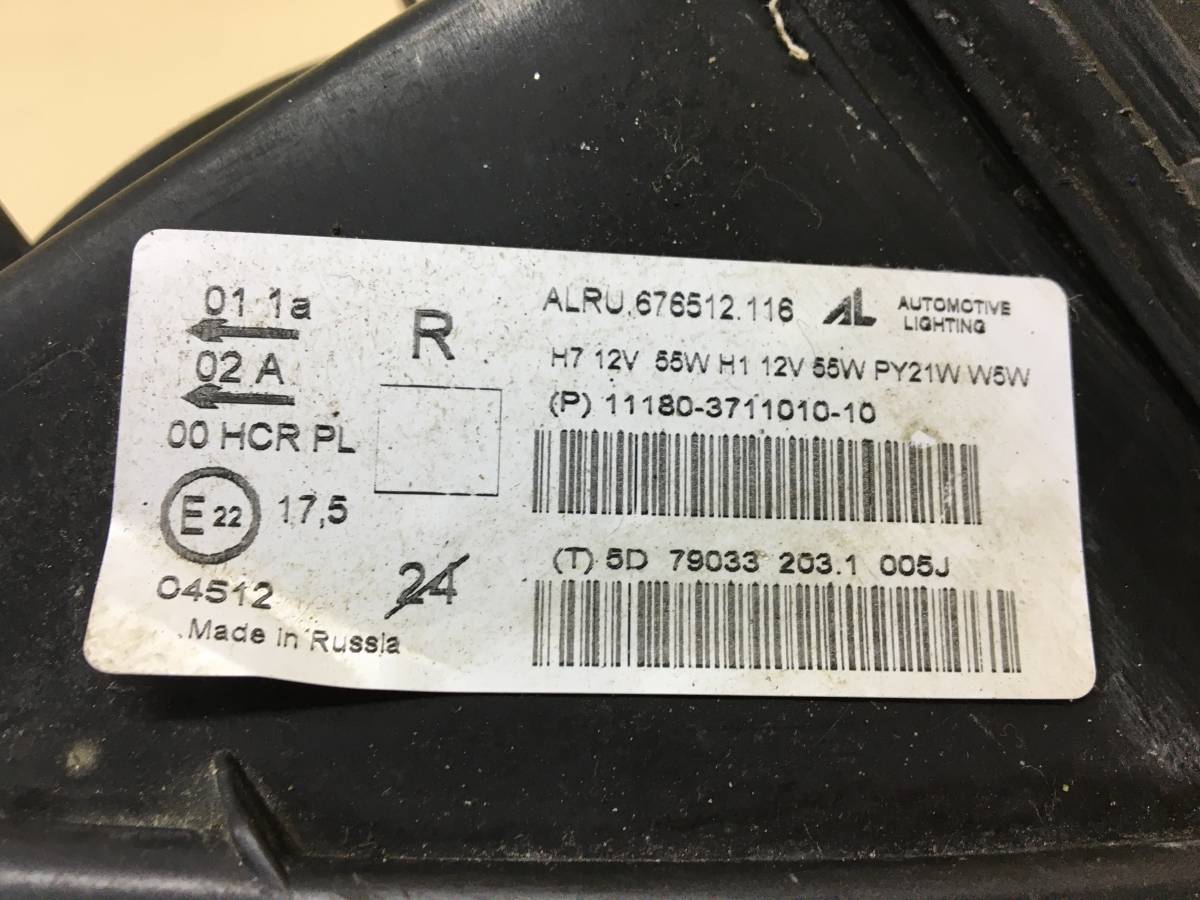 01 1a
02 A
00 HCR PL
E 22 17,5
04512
Made in Russia
R
24
ALRU.676512.116 AL AUTOMOTIVE
LIGHTING
H7 12V 55W H1 12V 55W PY21W W5W
(P) 11180-3711010-10
(T) 5D 79033 203.1 005J